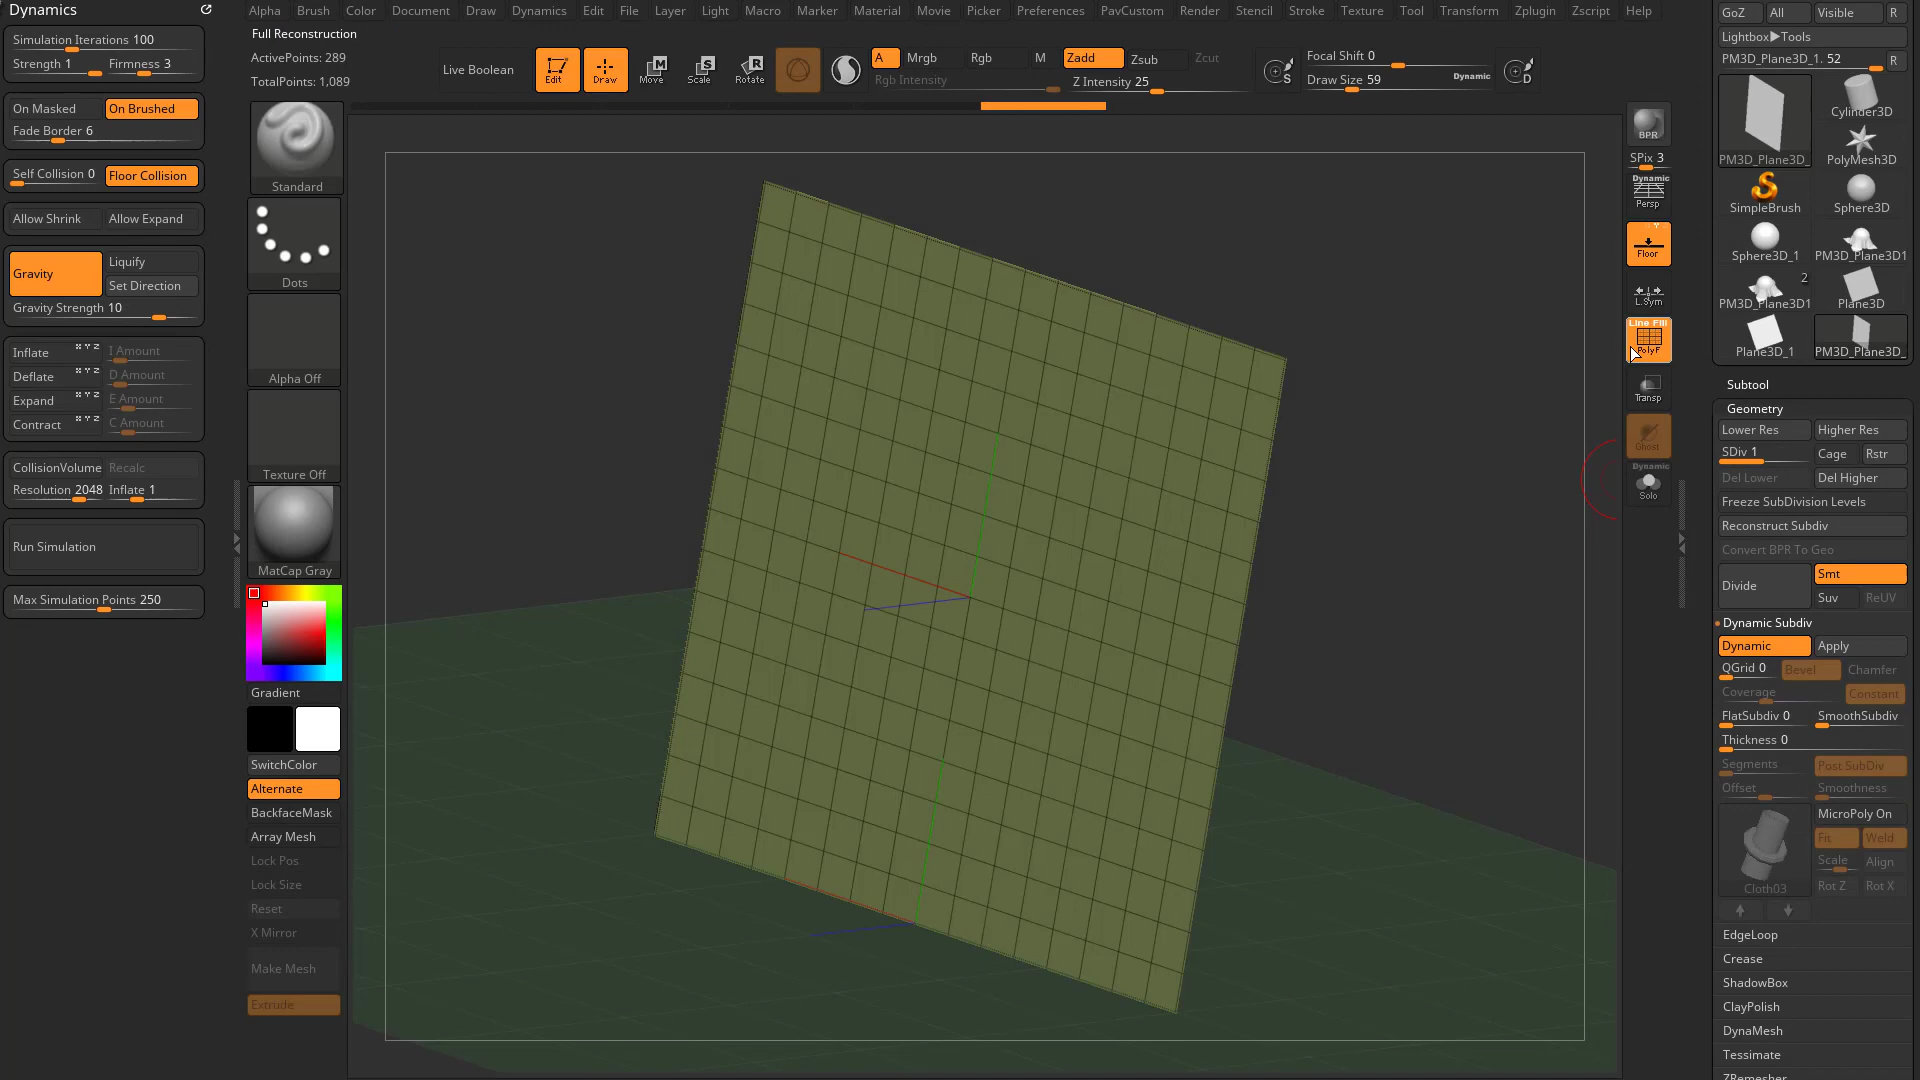 Dynamics
Alpha Brush Color Document Draw Dynamics Edit File Layer Light Macro Marker Material Movie Picker Preferences PavCustom Render Stencil Stroke Texture Tool Transform Zplugin Zscript Help
Simulation Iterations 100
Strength 1 Firmness 3
On Masked On Brushed
Fade Border 6
Self Collision 0 Floor Collision
Allow Shrink Allow Expand
Gravity Liquify
Set Direction
Gravity Strength 10
Inflate X Y Z I Amount
Deflate X Y Z D Amount
Expand X Y Z E Amount
Contract X Y Z C Amount
CollisionVolume Recalc
Resolution 2048 Inflate 1
Run Simulation
Max Simulation Points 250
Full Reconstruction
ActivePoints: 289
TotalPoints: 1,089
Live Boolean
Edit
Draw
M
Move
S
Scale
R
Rotate
A Mrgb Rgb M Zadd Zsub Zcut
Rgb Intensity Z Intensity 25
S
Focal Shift 0
Draw Size 59 Dynamic
D
Standard
Dots
Alpha Off
Texture Off
MatCap Gray
Gradient
SwitchColor
Alternate
BackfaceMask
Array Mesh
Lock Pos
Lock Size
Reset
X Mirror
Make Mesh
Extrude
BPR
SPix 3
Dynamic
Persp
Floor
L.Sym
Line Fill
PolyF
Transp
Ghost
Dynamic
Solo
GoZ All Visible R
Lightbox▶Tools
PM3D_Plane3D_1. 52 R
PM3D_Plane3D_
Cylinder3D
PolyMesh3D
SimpleBrush Sphere3D
Sphere3D_1 PM3D_Plane3D1
2
PM3D_Plane3D1 Plane3D
Plane3D_1 PM3D_Plane3D_
Subtool
Geometry
Lower Res Higher Res
SDiv 1 Cage Rstr
Del Lower Del Higher
Freeze SubDivision Levels
Reconstruct Subdiv
Convert BPR To Geo
Divide Smt
Suv ReUV
Dynamic Subdiv
Dynamic Apply
QGrid 0 Bevel Chamfer
Coverage Constant
FlatSubdiv 0 SmoothSubdiv
Thickness 0
Segments Post SubDiv
Offset Smoothness
MicroPoly On
Fit Weld
Scale Align
Cloth03 Rot Z Rot X
EdgeLoop
Crease
ShadowBox
ClayPolish
DynaMesh
Tessimate
ZRemesher